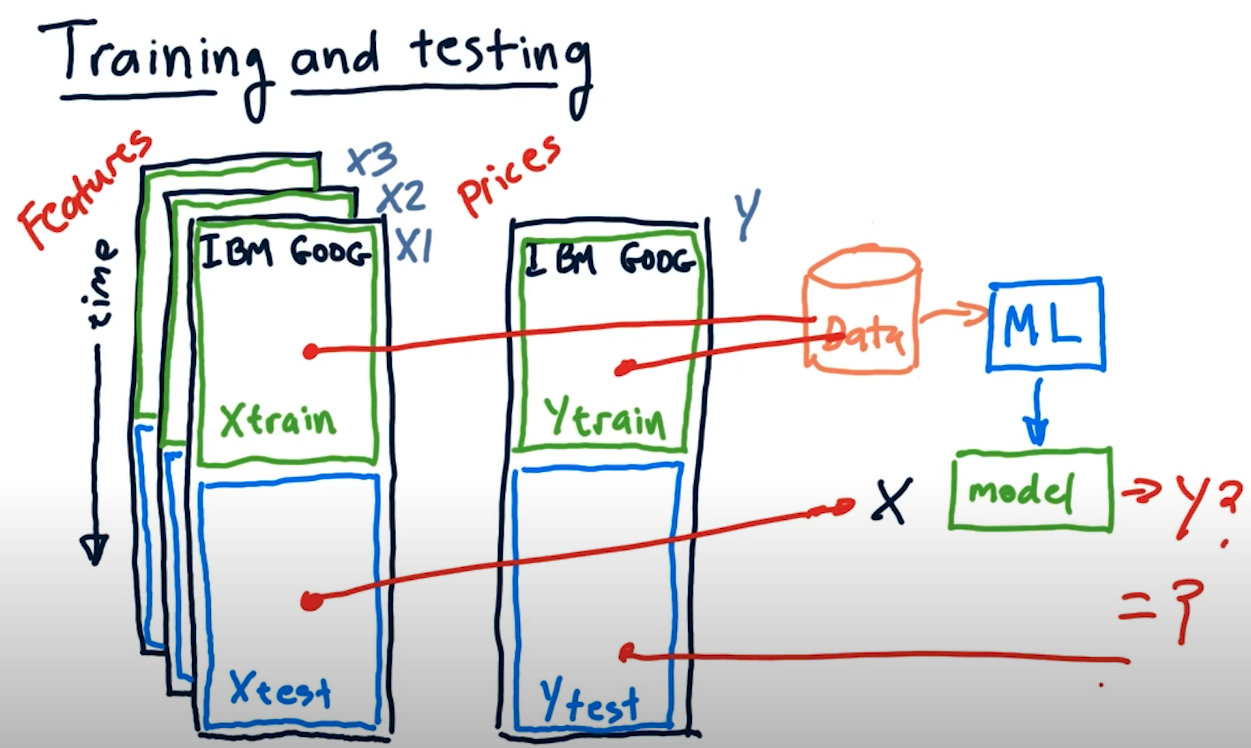 Training and testing
Features
X3
X2
X1
Prices
Y
time
IBM GOOG
IBM GOOG
Data
ML
Xtrain
Ytrain
X
model
Y?
= ?
Xtest
Ytest